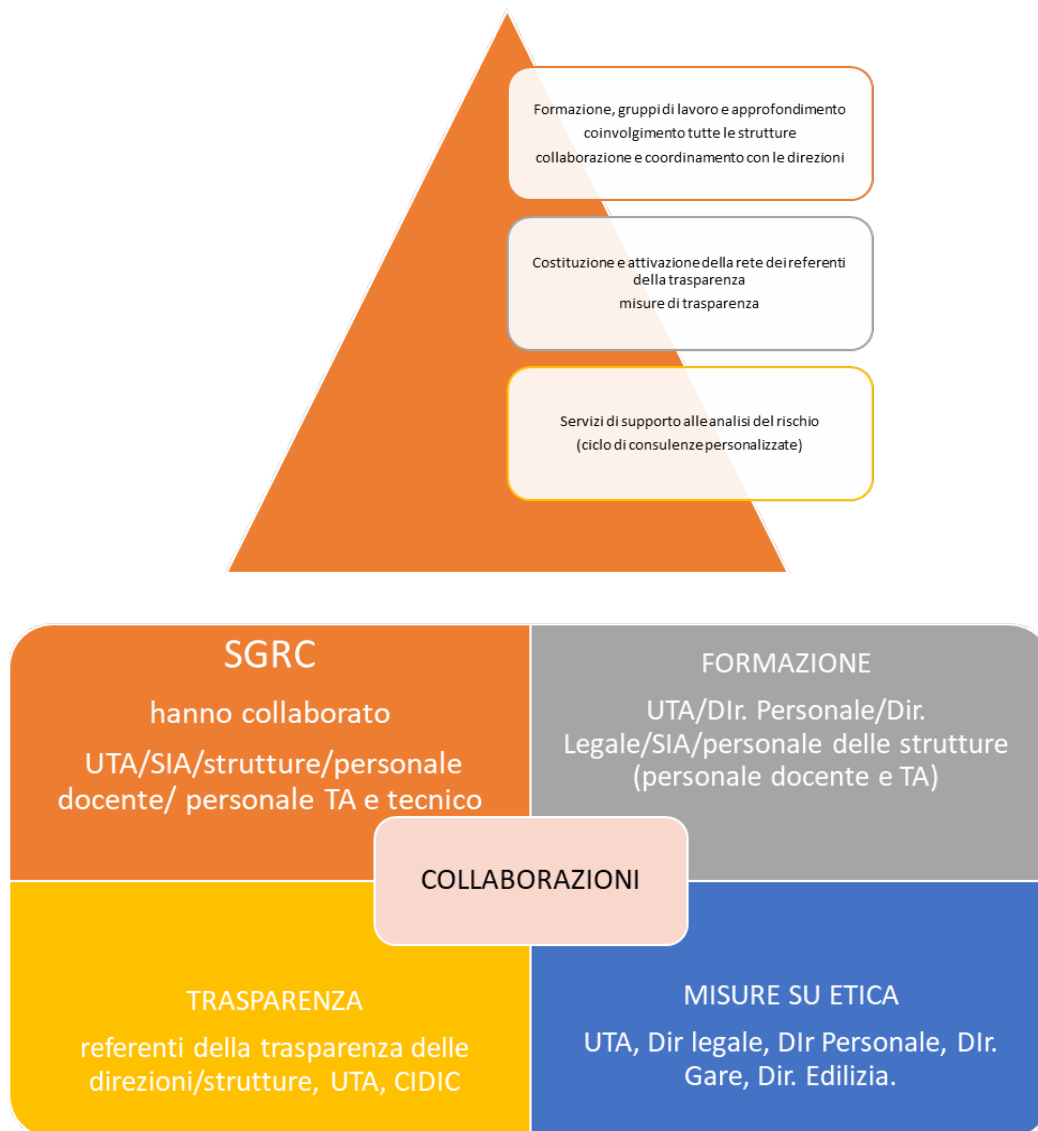 Formazione, gruppi di lavoro e approfondimento
coinvolgimento tutte le strutture
collaborazione e coordinamento con le direzioni
Costituzione e attivazione della rete dei referenti
della trasparenza
misure di trasparenza
Servizi di supporto alle analisi del rischio
(ciclo di consulenze personalizzate)
SGRC
hanno collaborato
UTA/SIA/strutture/personale
docente/ personale TA e tecnico
FORMAZIONE
UTA/DIr. Personale/Dir.
Legale/SIA/personale delle strutture
(personale docente e TA)
COLLABORAZIONI
TRASPARENZA
referenti della trasparenza delle
direzioni/strutture, UTA, CIDIC
MISURE SU ETICA
UTA, Dir legale, DIr Personale, DIr.
Gare, Dir. Edilizia.